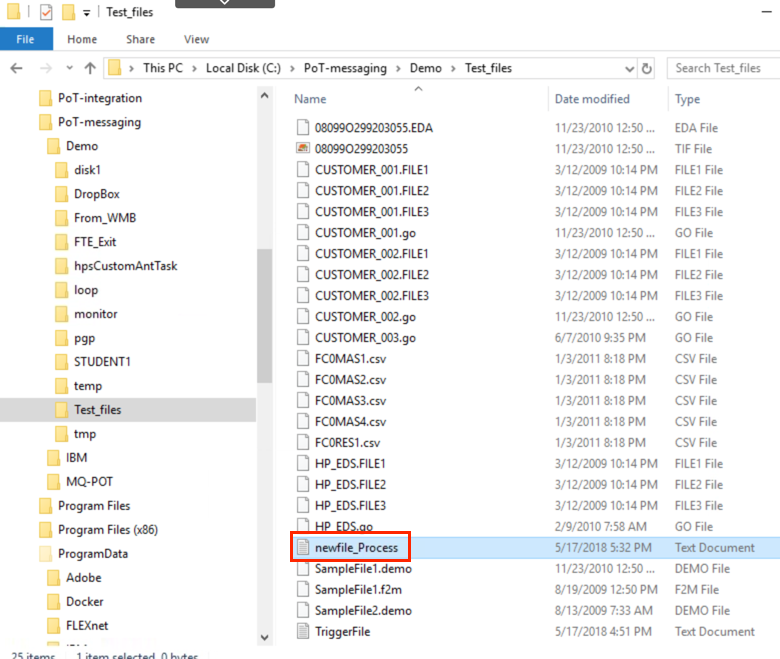 Test_files
File Home Share View
This PC > Local Disk (C:) > PoT-messaging > Demo > Test_files
Search Test_files
PoT-integration
PoT-messaging
Demo
disk1
DropBox
From_WMB
FTE_Exit
hpsCustomAntTask
loop
monitor
pgp
STUDENT1
temp
Test_files
tmp
IBM
MQ-POT
Program Files
Program Files (x86)
ProgramData
Adobe
Docker
FLEXnet
Name Date modified Type
08099O299203055.EDA 11/23/2010 12:50 ... EDA File
08099O299203055 11/23/2010 12:50 ... TIF File
CUSTOMER_001.FILE1 3/12/2009 10:14 PM FILE1 File
CUSTOMER_001.FILE2 3/12/2009 10:14 PM FILE2 File
CUSTOMER_001.FILE3 3/12/2009 10:14 PM FILE3 File
CUSTOMER_001.go 11/23/2010 12:50 ... GO File
CUSTOMER_002.FILE1 3/12/2009 10:14 PM FILE1 File
CUSTOMER_002.FILE2 3/12/2009 10:14 PM FILE2 File
CUSTOMER_002.FILE3 3/12/2009 10:14 PM FILE3 File
CUSTOMER_002.go 11/23/2010 12:50 ... GO File
CUSTOMER_003.go 6/7/2010 9:35 PM GO File
FC0MAS1.csv 1/3/2011 8:18 PM CSV File
FC0MAS2.csv 1/3/2011 8:18 PM CSV File
FC0MAS3.csv 1/3/2011 8:18 PM CSV File
FC0MAS4.csv 1/3/2011 8:18 PM CSV File
FC0RES1.csv 1/3/2011 8:18 PM CSV File
HP_EDS.FILE1 3/12/2009 10:14 PM FILE1 File
HP_EDS.FILE2 3/12/2009 10:14 PM FILE2 File
HP_EDS.FILE3 3/12/2009 10:14 PM FILE3 File
HP_EDS.go 2/9/2010 7:58 AM GO File
newfile_Process 5/17/2018 5:32 PM Text Document
SampleFile1.demo 11/23/2010 12:50 ... DEMO File
SampleFile1.f2m 8/19/2009 12:50 PM F2M File
SampleFile2.demo 8/13/2009 7:33 AM DEMO File
TriggerFile 5/17/2018 4:51 PM Text Document
25 items 1 item selected 0 bytes